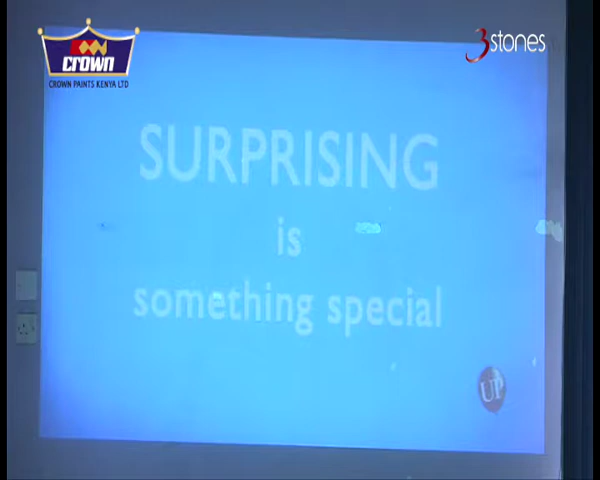 crown
CROWN PAINTS KENYA LTD
3stones
SURPRISING
is
something special
UP